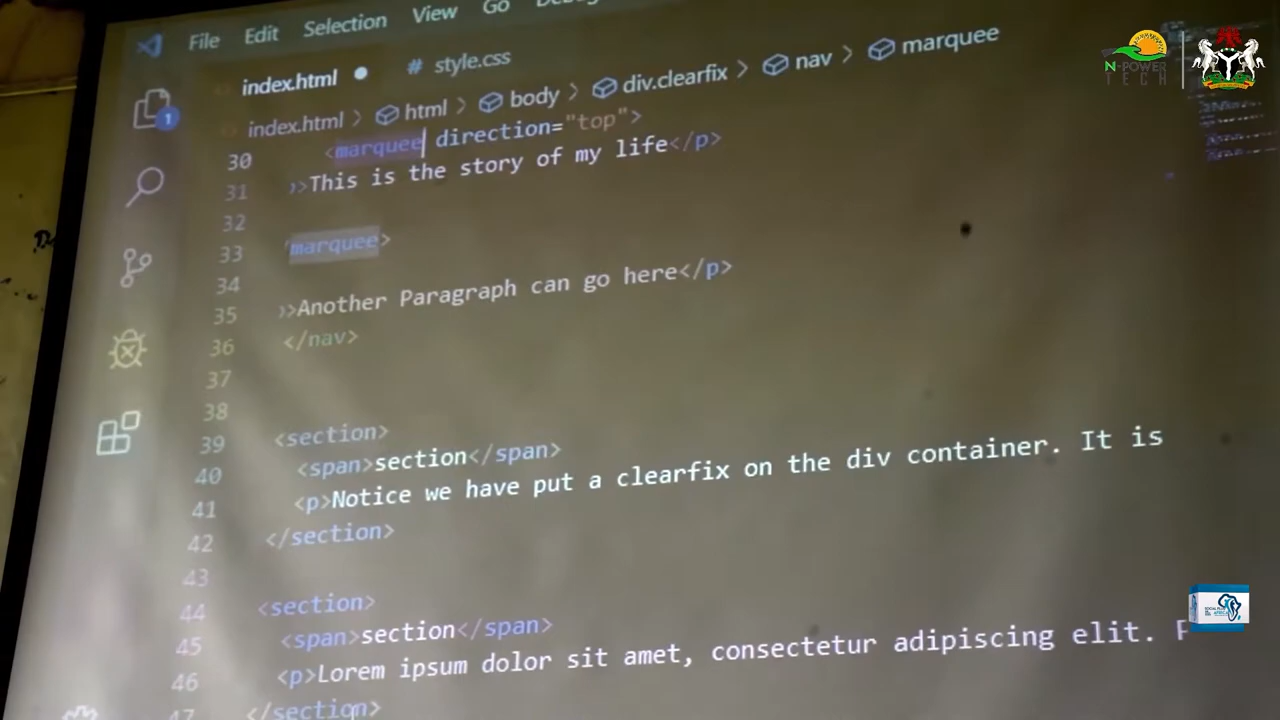 File Edit Selection View Go
index.html # style.css
index.html > html > body > div.clearfix > nav > marquee
1
N-POWER
TECH
30 <marquee direction="top">
31 >This is the story of my life</p>
32
33 marquee>
34
35 >Another Paragraph can go here</p>
36 </nav>
37
38
39 <section>
40 <span>section</span>
41 <p>Notice we have put a clearfix on the div container. It is
42 </section>
43
44 <section>
45 <span>section</span>
46 <p>Lorem ipsum dolor sit amet, consectetur adipiscing elit.
47 </section>